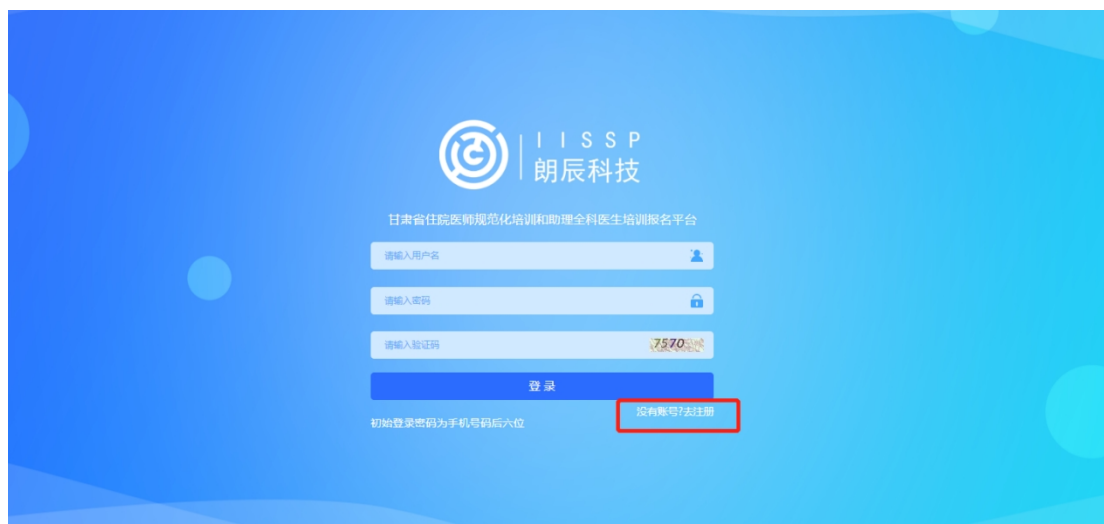 IISSP
朗辰科技
甘肃省住院医师规范化培训和助理全科医生培训报名平台
请输入用户名
请输入密码
请输入验证码
7570
登录
没有账号?去注册
初始登录密码为手机号码后六位